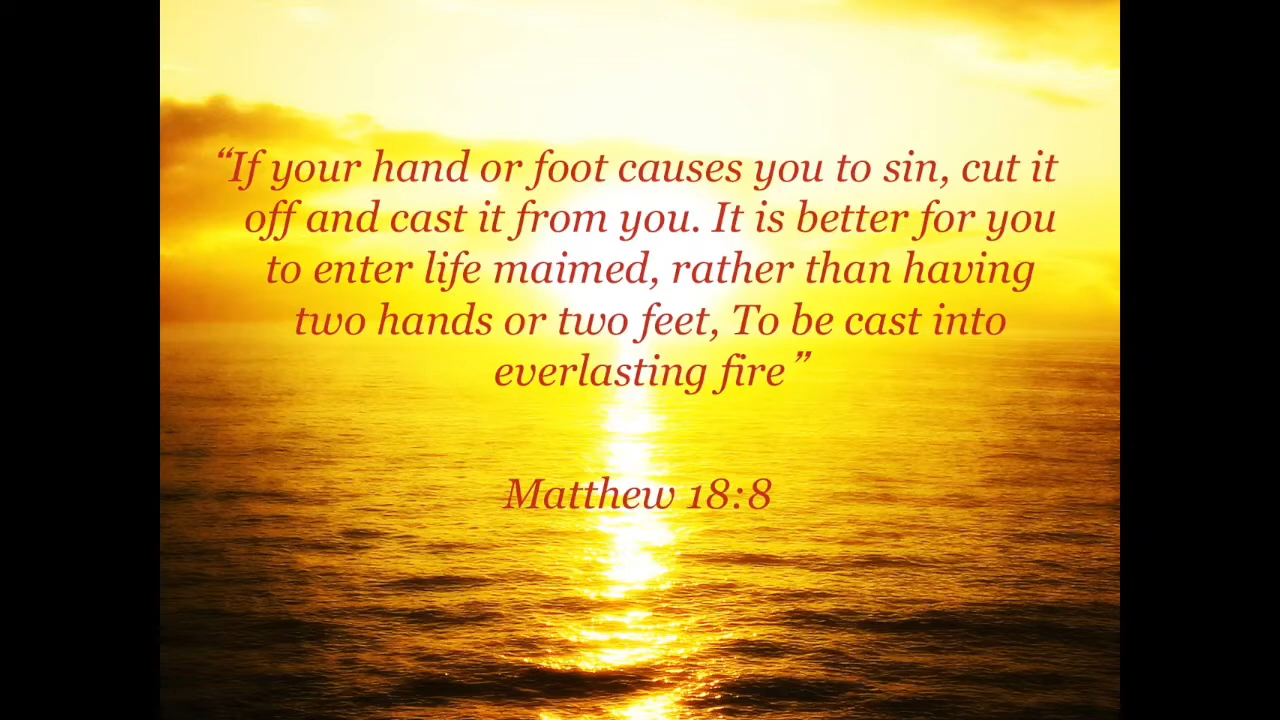 “If your hand or foot causes you to sin, cut it
off and cast it from you. It is better for you
to enter life maimed, rather than having
two hands or two feet, To be cast into
everlasting fire”
Matthew 18:8